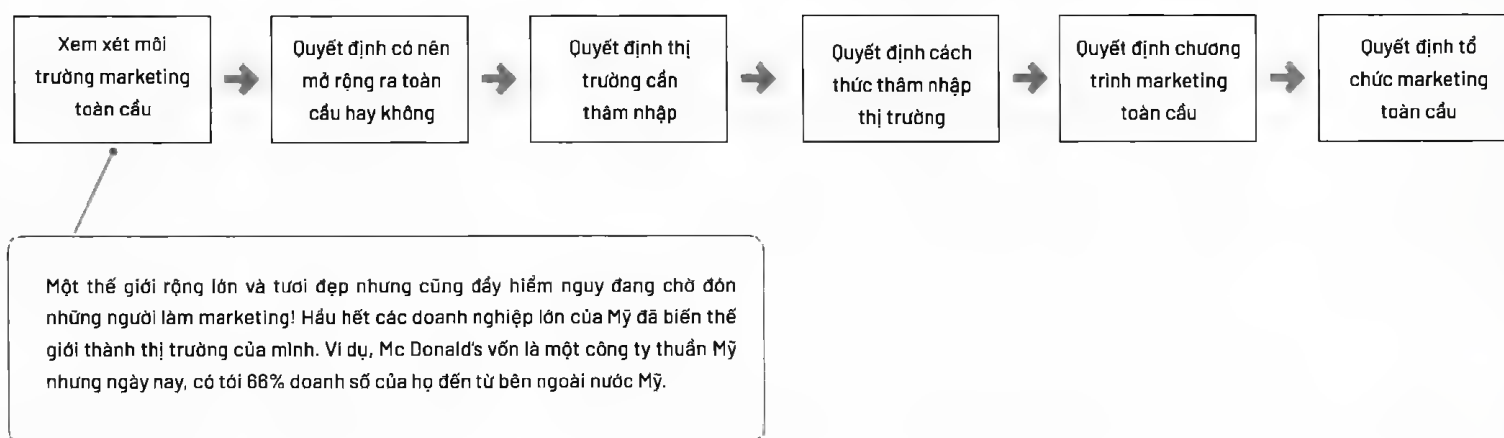 Xem xét môi
trường marketing
toàn cầu
Quyết định có nên
mở rộng ra toàn
cầu hay không
Quyết định thị
trường cần
thâm nhập
Quyết định cách
thức thâm nhập
thị trường
Quyết định chương
trình marketing
toàn cầu
Quyết định tổ
chức marketing
toàn cầu
Một thế giới rộng lớn và tươi đẹp nhưng cũng đầy hiểm nguy đang chờ đón
những người làm marketing! Hầu hết các doanh nghiệp lớn của Mỹ đã biến thế
giới thành thị trường của mình. Ví dụ, Mc Donald's vốn là một công ty thuần Mỹ
nhưng ngày nay, có tới 66% doanh số của họ đến từ bên ngoài nước Mỹ.